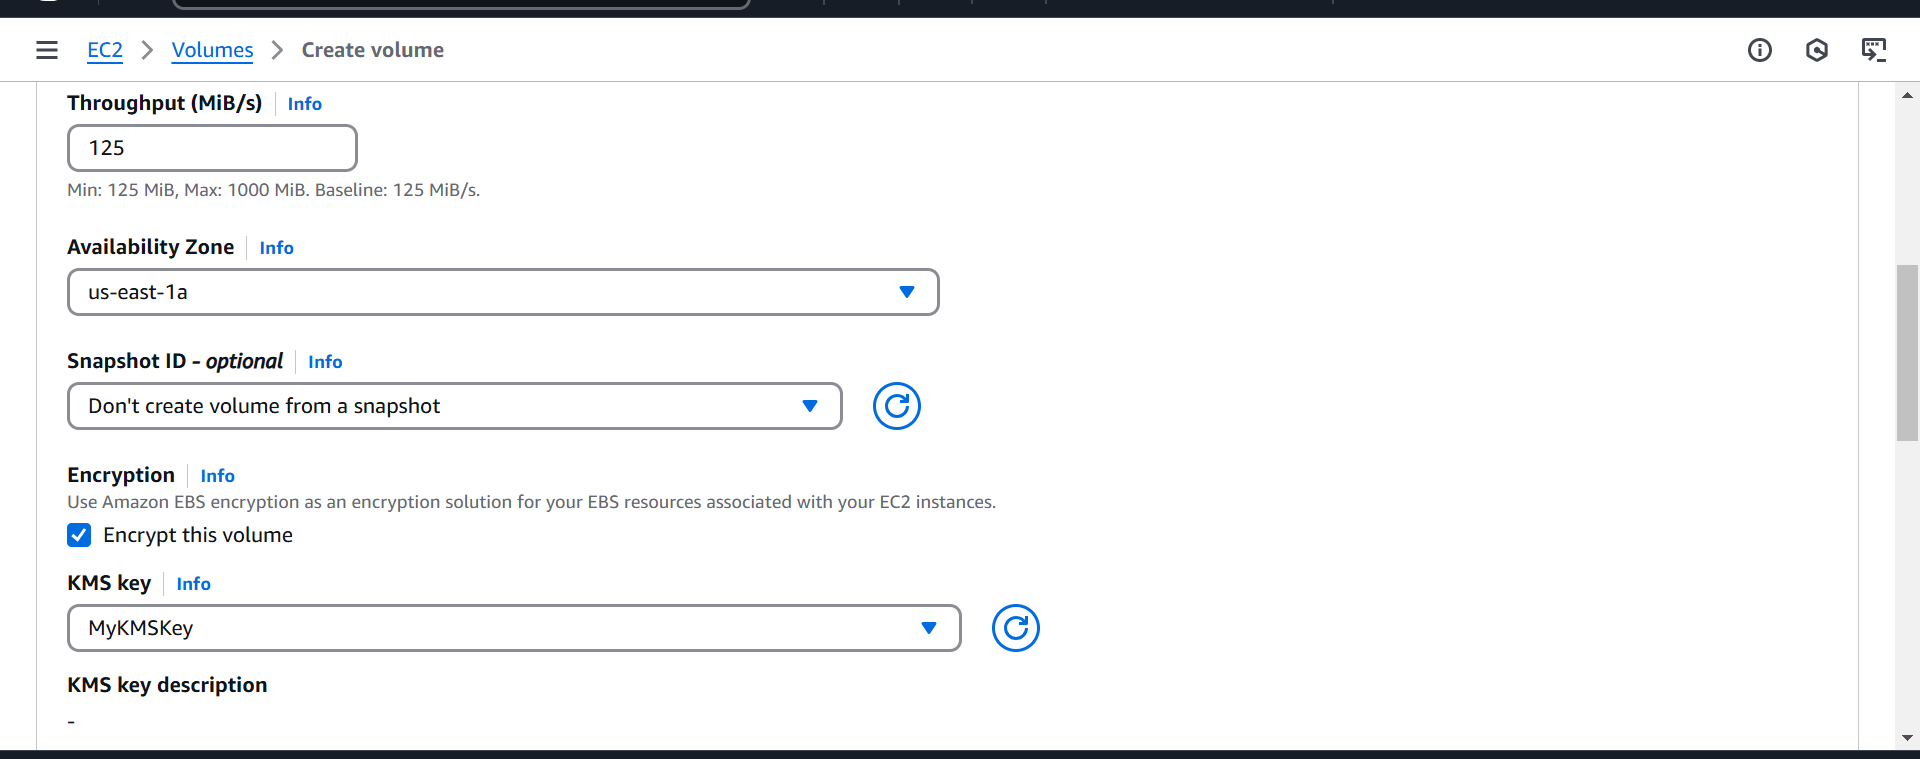 EC2 > Volumes > Create volume
Throughput (MiB/s) Info
125
Min: 125 MiB, Max: 1000 MiB. Baseline: 125 MiB/s.
Availability Zone Info
us-east-1a
Snapshot ID - optional Info
Don't create volume from a snapshot
Encryption Info
Use Amazon EBS encryption as an encryption solution for your EBS resources associated with your EC2 instances.
Encrypt this volume
KMS key Info
MyKMSKey
KMS key description
-